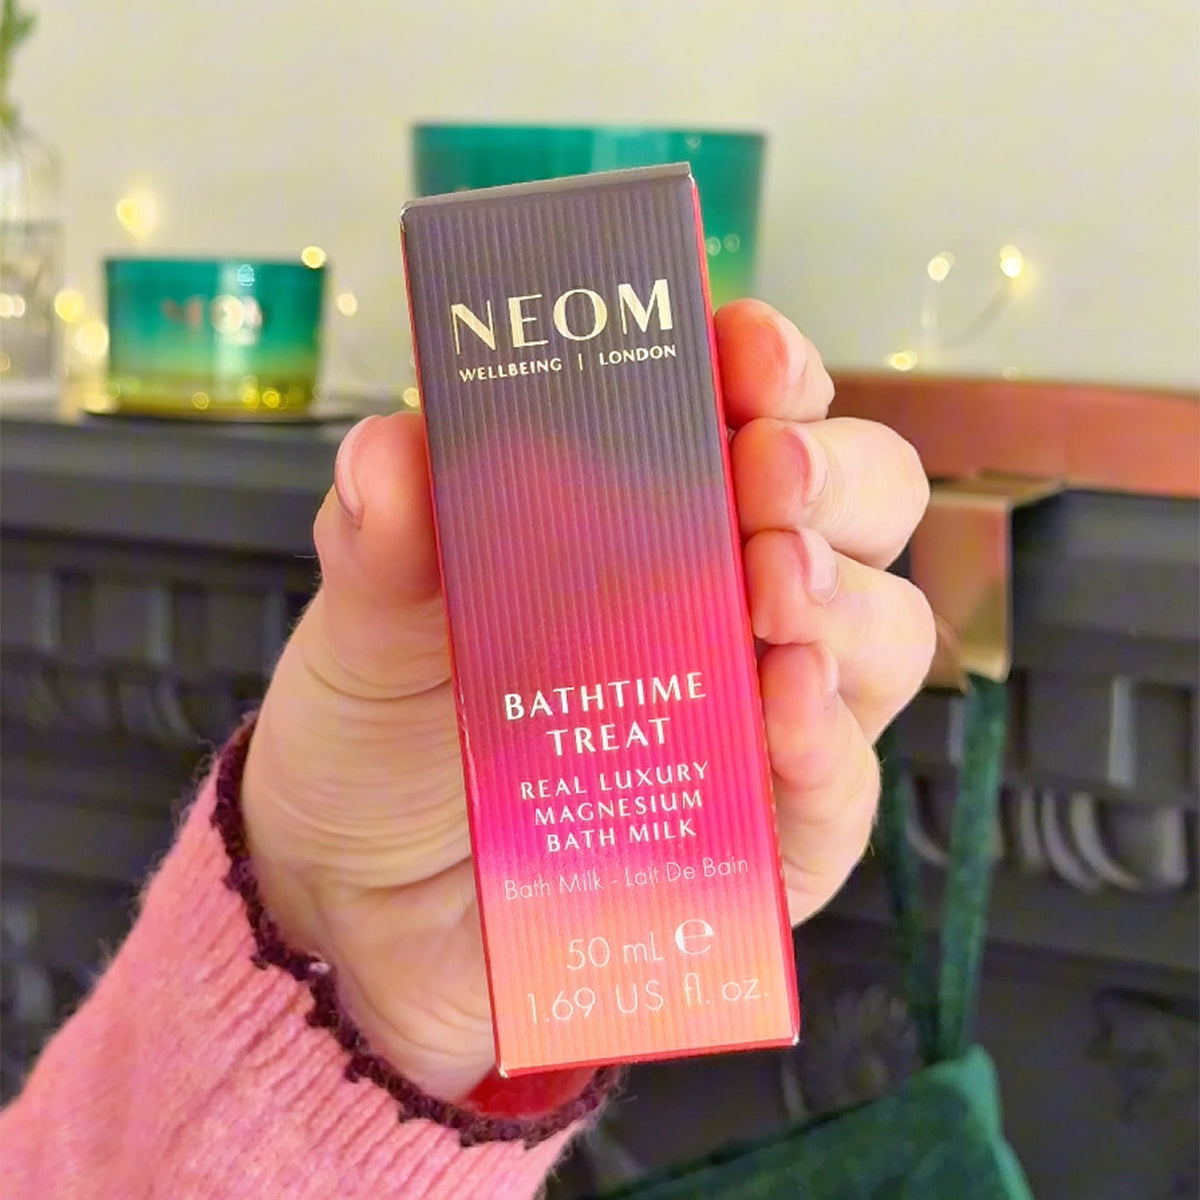 NEOM
WELLBEING | LONDON
BATHTIME
TREAT
REAL LUXURY
MAGNESIUM
BATH MILK
Bath Milk - Lait De Bain
50 mL ℮
1.69 US fl. oz.
NEOM